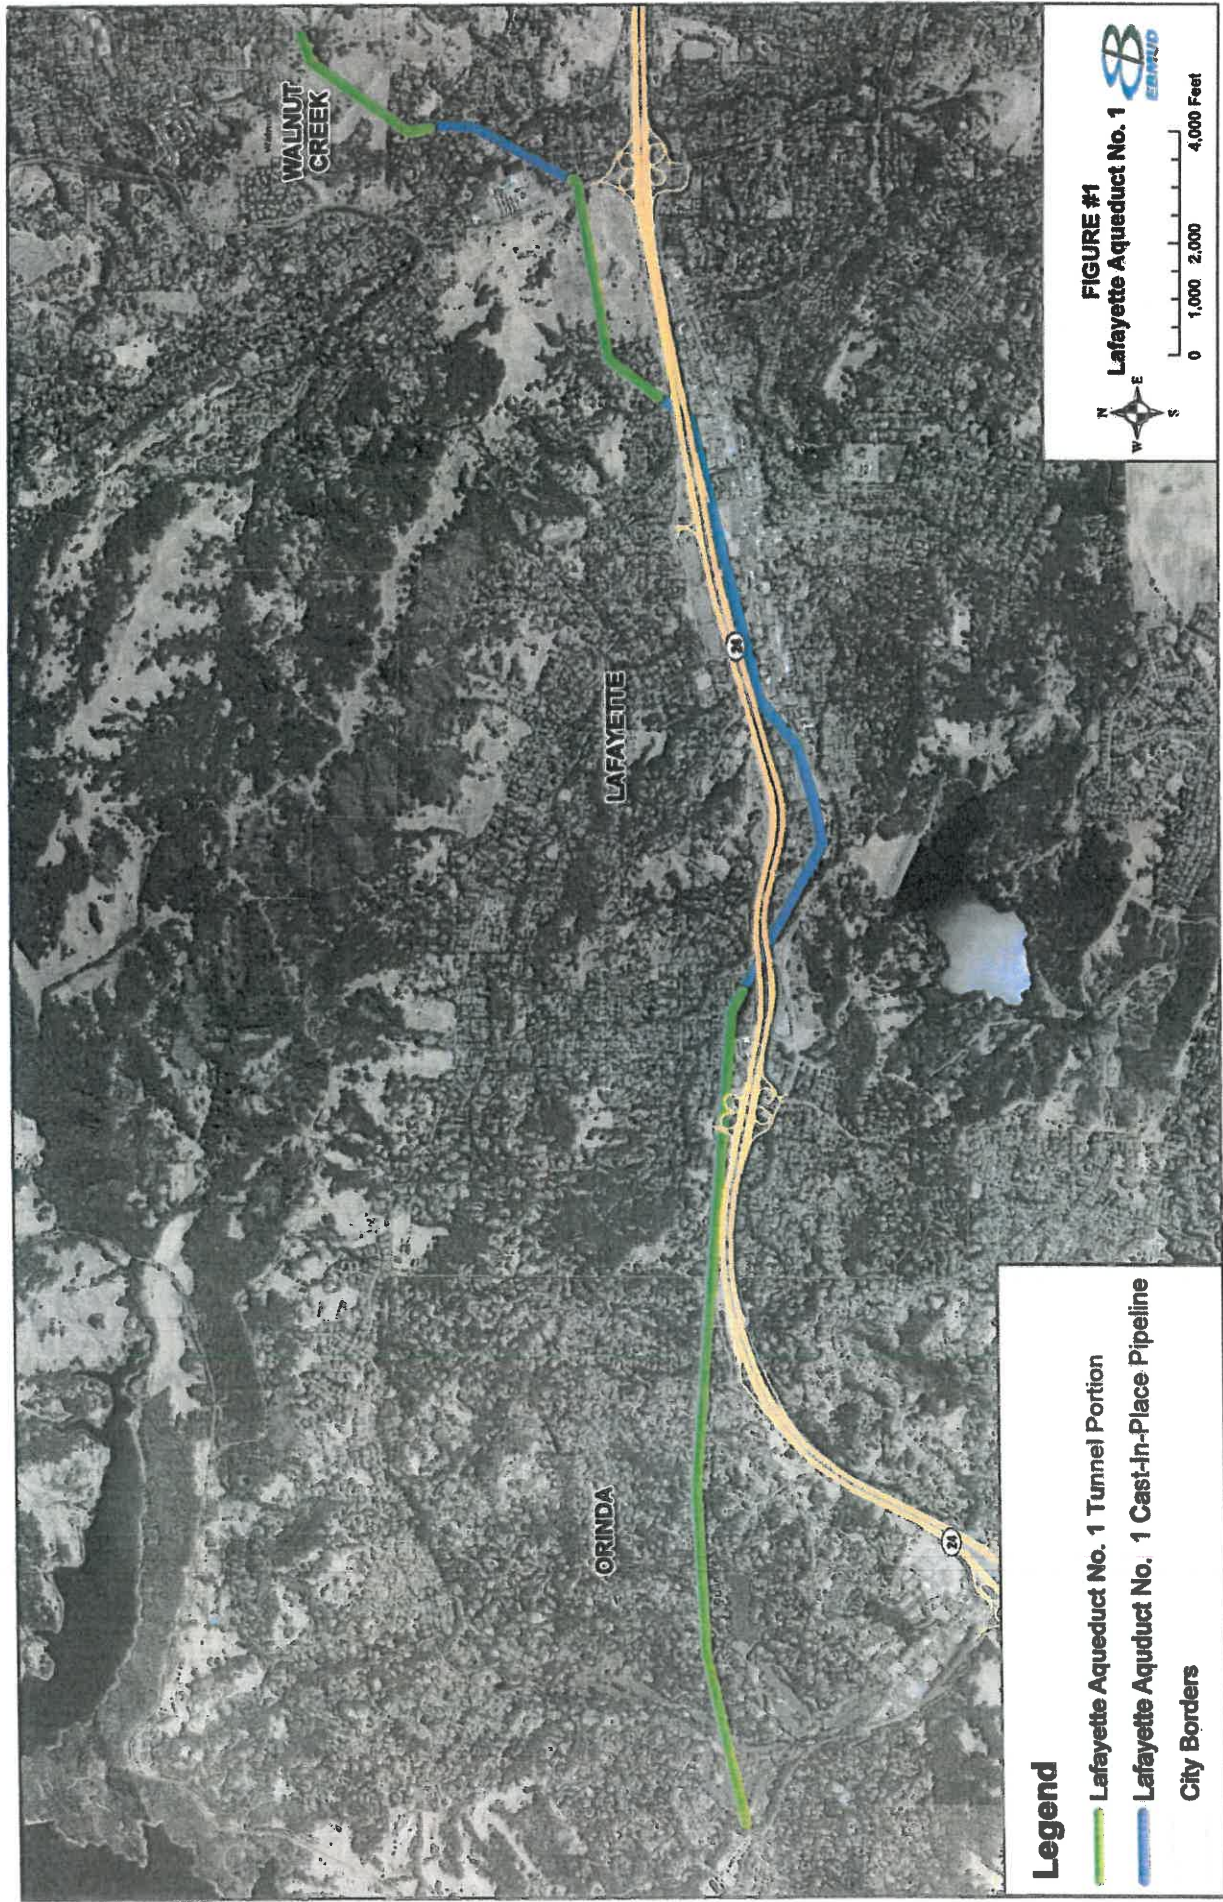 WALNUT
CREEK
LAFAYETTE
ORINDA
24
24
Legend
Lafayette Aqueduct No. 1 Tunnel Portion
Lafayette Aquduct No. 1 Cast-In-Place Pipeline
City Borders
FIGURE #1
Lafayette Aqueduct No. 1
EBMUD
N
W
E
S
0 1,000 2,000 4,000 Feet